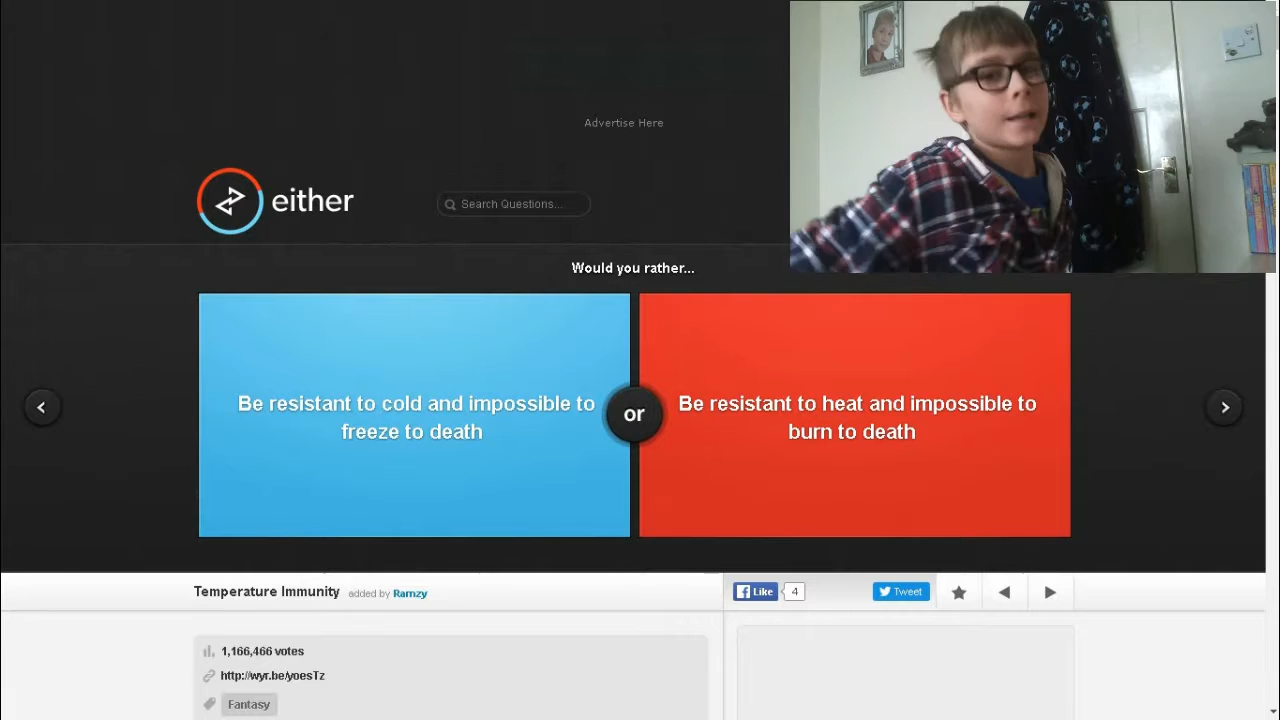 Advertise Here
either
Search Questions...
Would you rather...
Be resistant to cold and impossible to
freeze to death
or
Be resistant to heat and impossible to
burn to death
Temperature Immunity added by Ramzy
Like 4
Tweet
1,166,466 votes
http://wyr.be/yoesTz
Fantasy